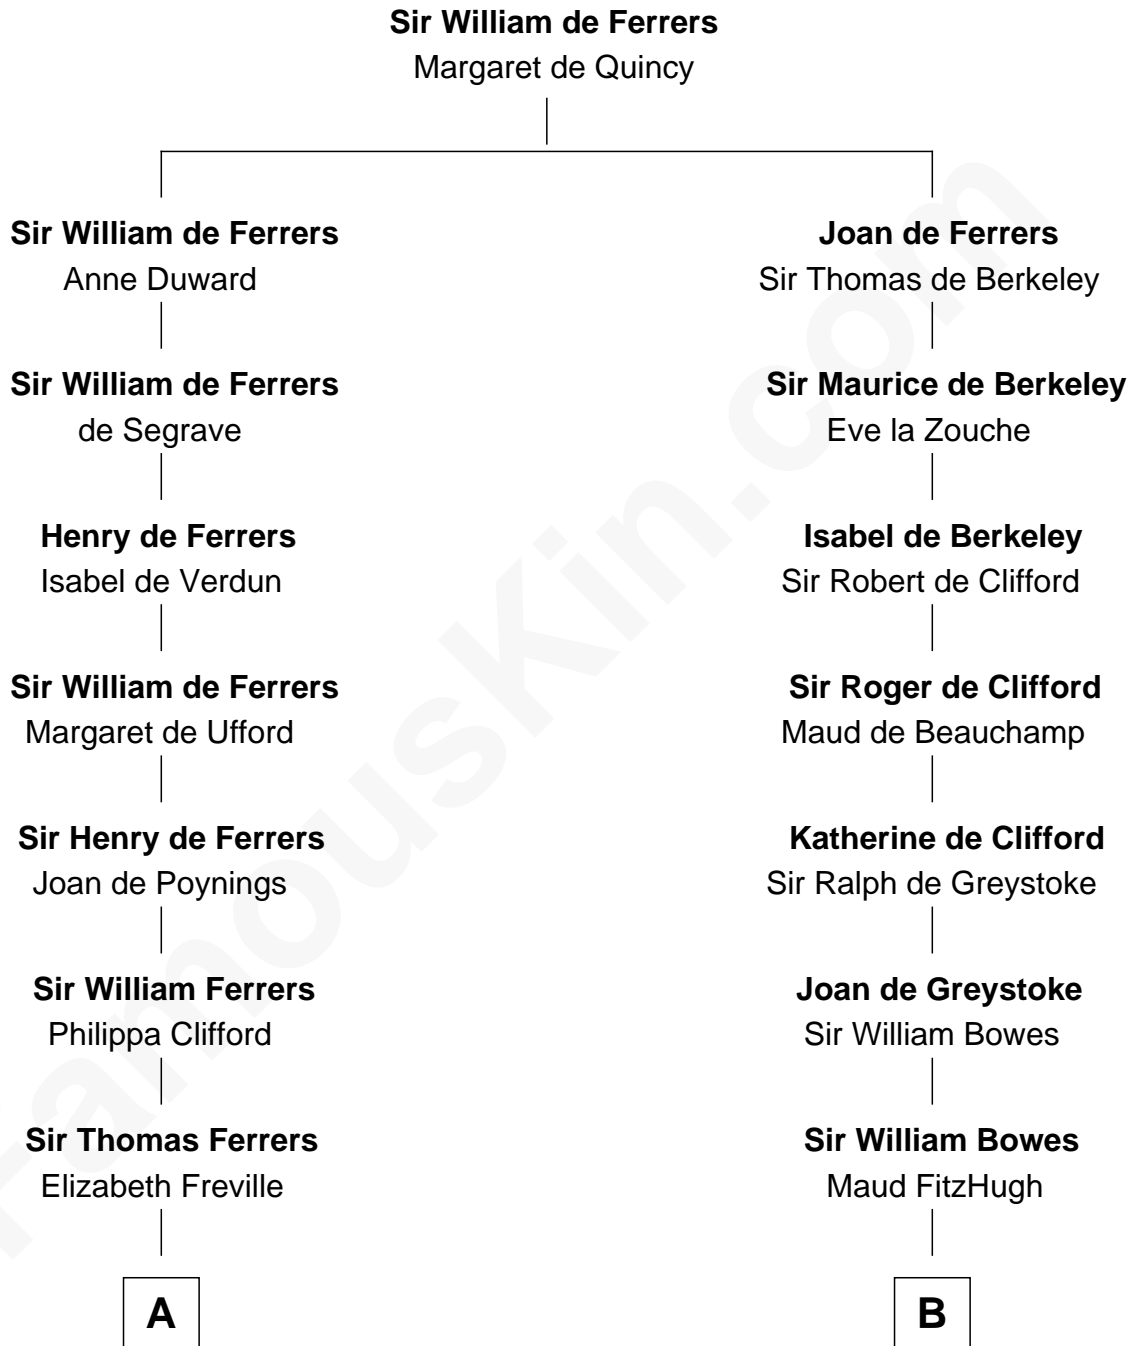 Sir William de Ferrers
Margaret de Quincy
Sir William de Ferrers
Anne Duward
Sir William de Ferrers
de Segrave
Henry de Ferrers
Isabel de Verdun
Sir William de Ferrers
Margaret de Ufford
Sir Henry de Ferrers
Joan de Poynings
Sir William Ferrers
Philippa Clifford
Sir Thomas Ferrers
Elizabeth Freville
A
Joan de Ferrers
Sir Thomas de Berkeley
Sir Maurice de Berkeley
Eve la Zouche
Isabel de Berkeley
Sir Robert de Clifford
Sir Roger de Clifford
Maud de Beauchamp
Katherine de Clifford
Sir Ralph de Greystoke
Joan de Greystoke
Sir William Bowes
Sir William Bowes
Maud FitzHugh
B
FamousKin.com